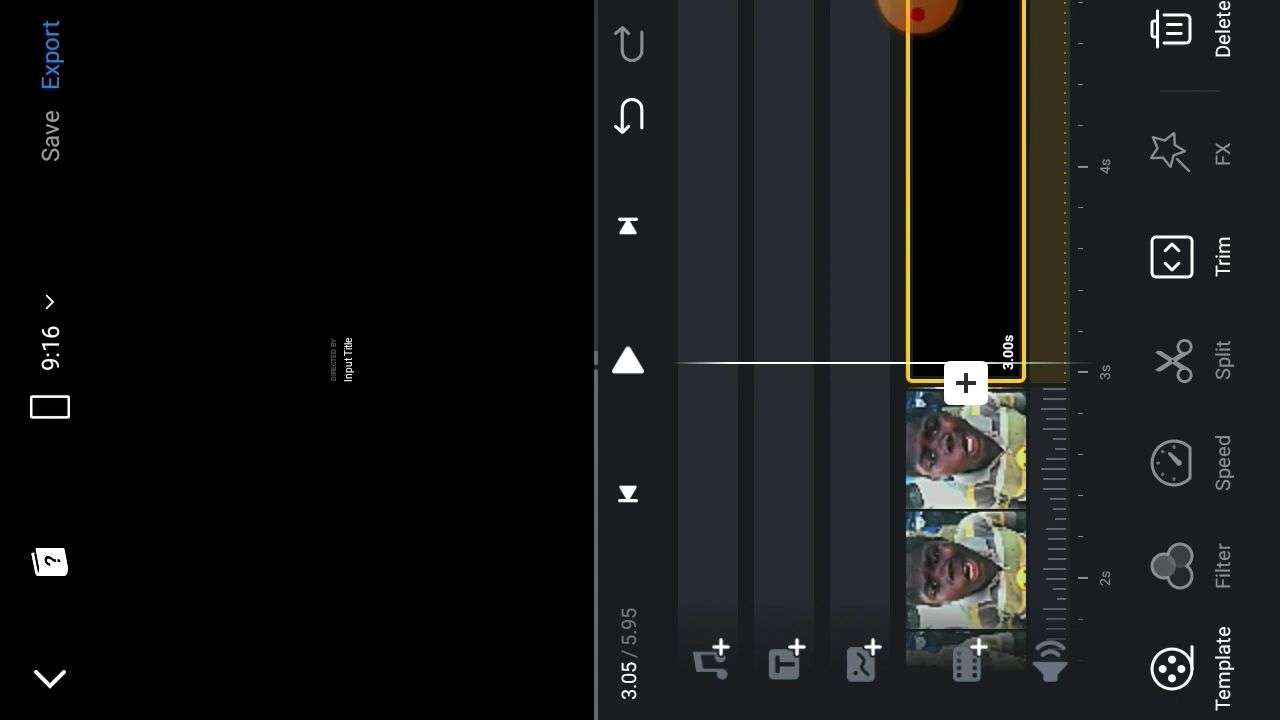 9:16
Save
Export
DIRECTED BY
Input Title
3.05 / 5.95
3.00s
2s
3s
4s
Template
Filter
Speed
Split
Trim
FX
Delete